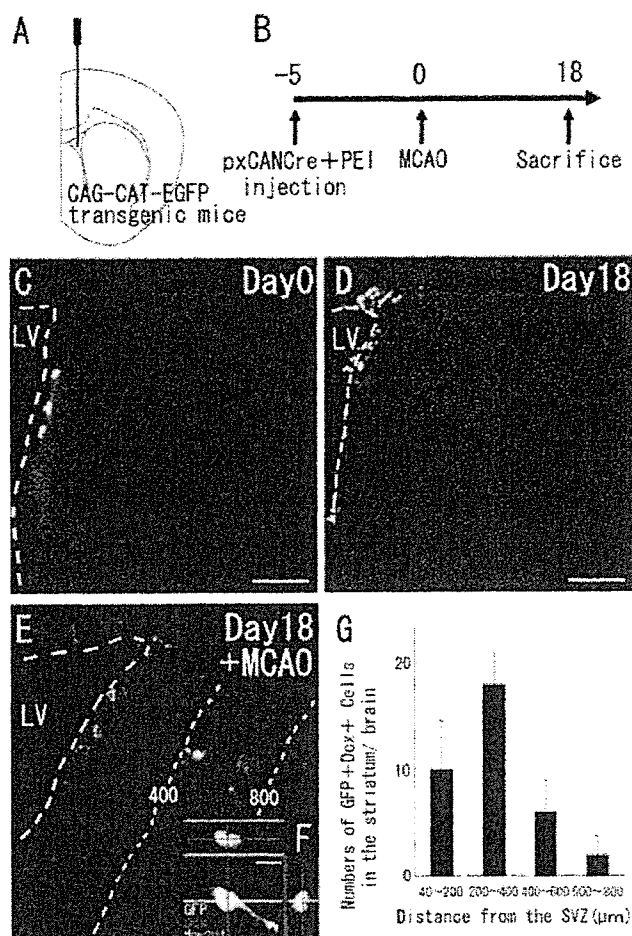 A
CAG-CAT-EGFP
transgenic mice
B
-5 0 18
pxCANCre+PEI
injection
MCAO
Sacrifice
C
Day0
LV
D
Day18
LV
E
Day18
+MCAO
LV
400
800
F
GFP
G
Numbers of GFP+Dcx+ Cells
in the striatum/ brain
20
10
0
40~200 200~400 400~600 600~800
Distance from the SVZ(μm)